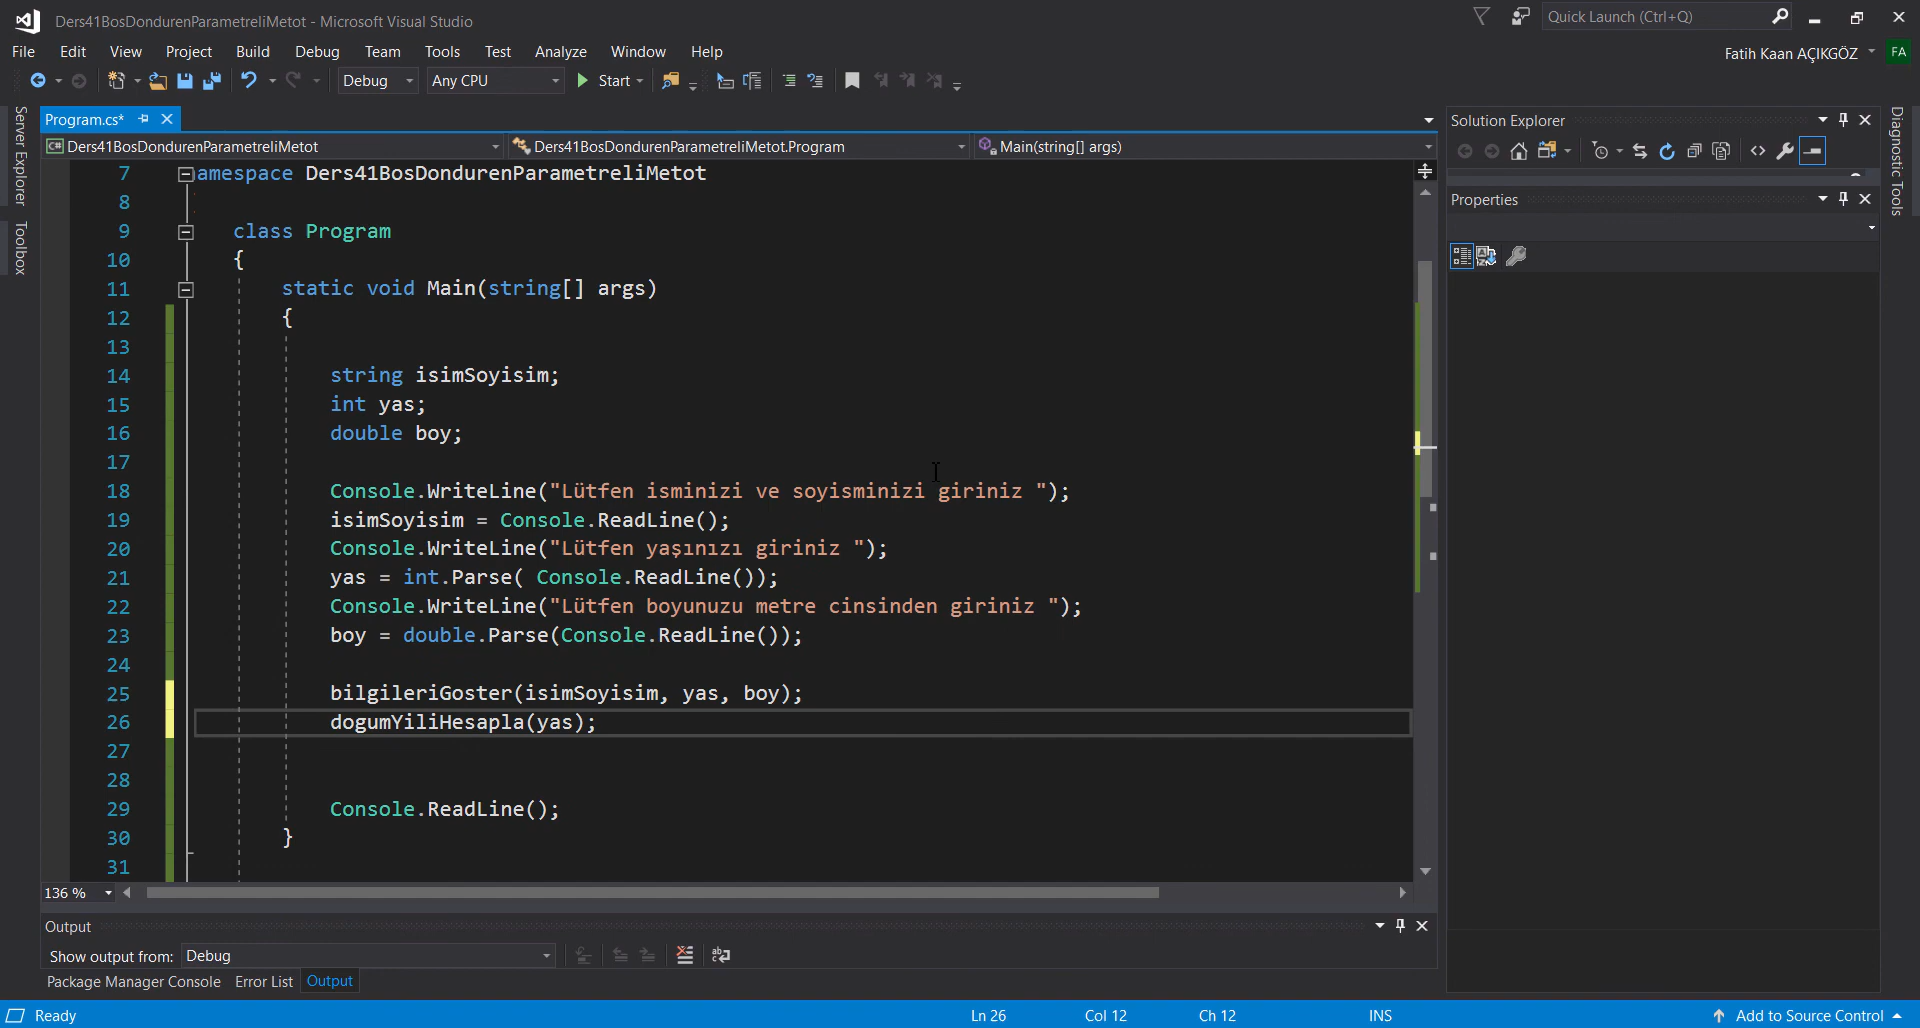 Ders41BosDondurenParametreliMetot - Microsoft Visual Studio
Quick Launch (Ctrl+Q)
File Edit View Project Build Debug Team Tools Test Analyze Window Help
Fatih Kaan AÇIKGÖZ FA
Debug Any CPU Start
Server Explorer
Toolbox
Program.cs*
Ders41BosDondurenParametreliMetot Ders41BosDondurenParametreliMetot.Program Main(string[] args)
7 amespace Ders41BosDondurenParametreliMetot
8
9 class Program
10 {
11 static void Main(string[] args)
12 {
13
14 string isimSoyisim;
15 int yas;
16 double boy;
17
18 Console.WriteLine("Lütfen isminizi ve soyisminizi giriniz ");
19 isimSoyisim = Console.ReadLine();
20 Console.WriteLine("Lütfen yaşınızı giriniz ");
21 yas = int.Parse( Console.ReadLine());
22 Console.WriteLine("Lütfen boyunuzu metre cinsinden giriniz ");
23 boy = double.Parse(Console.ReadLine());
24
25 bilgileriGoster(isimSoyisim, yas, boy);
26 dogumYiliHesapla(yas);
27
28
29 Console.ReadLine();
30 }
31
136 %
Solution Explorer
Properties
Diagnostic Tools
Output
Show output from: Debug
Package Manager Console Error List Output
Ready Ln 26 Col 12 Ch 12 INS Add to Source Control